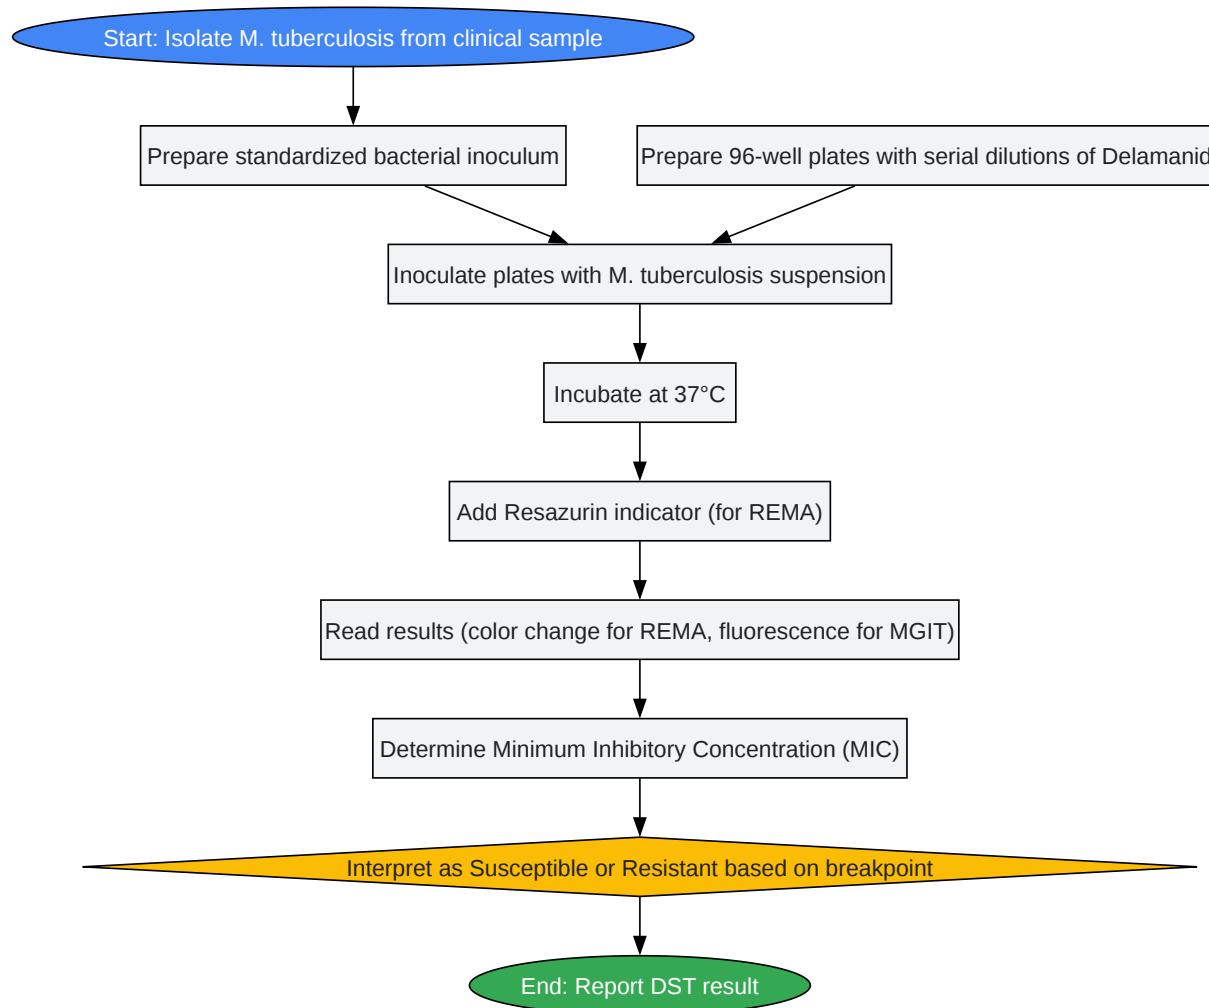 Start: Isolate M. tuberculosis from clinical sample
Prepare standardized bacterial inoculum
Prepare 96-well plates with serial dilutions of Delamanid
Inoculate plates with M. tuberculosis suspension
Incubate at 37°C
Add Resazurin indicator (for REMA)
Read results (color change for REMA, fluorescence for MGIT)
Determine Minimum Inhibitory Concentration (MIC)
Interpret as Susceptible or Resistant based on breakpoint
End: Report DST result